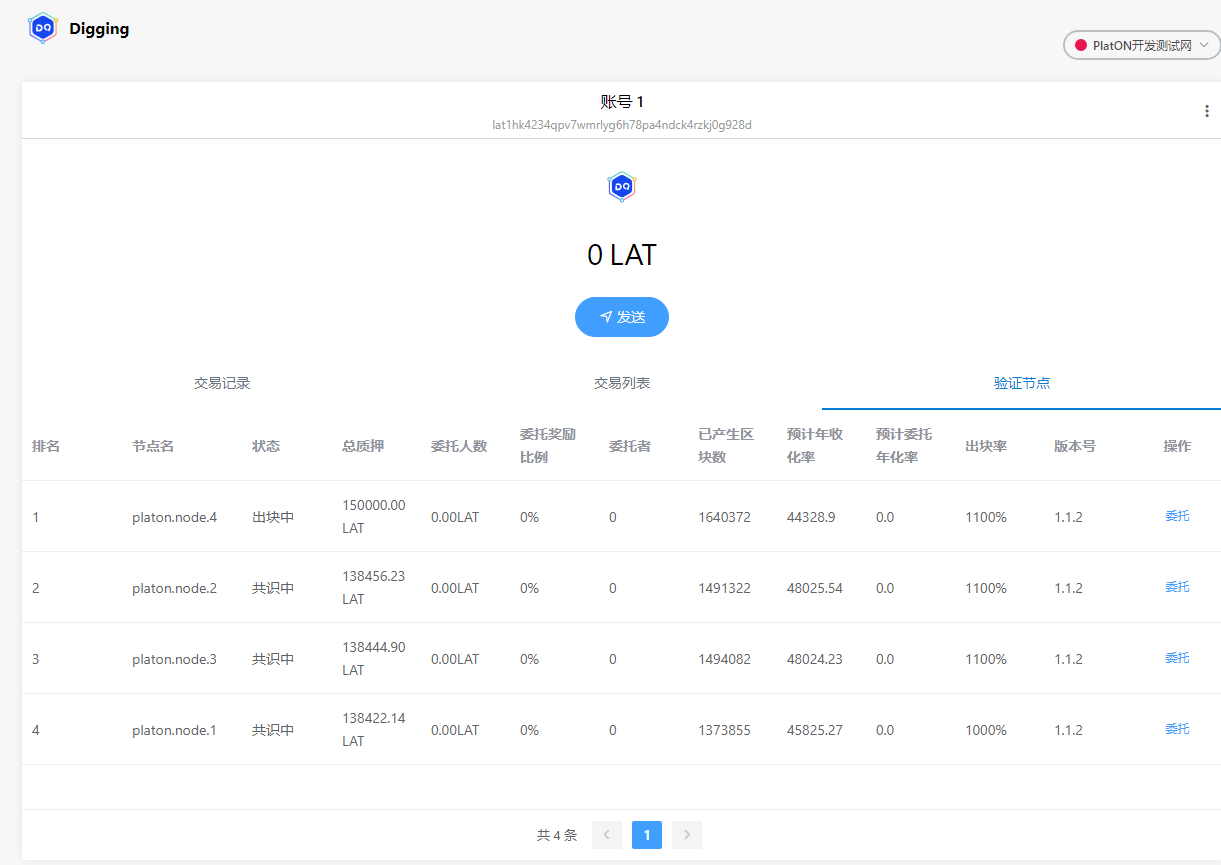 DQ Digging
PlatON开发测试网
账号 1
lat1hk4234qpv7wmrlyg6h78pa4ndck4rzkj0g928d
DQ
0 LAT
发送
交易记录 交易列表 验证节点
排名 节点名 状态 总质押 委托人数 委托奖励比例 委托者 已产生区块数 预计年收化率 预计委托年化率 出块率 版本号 操作
1 platon.node.4 出块中 150000.00 LAT 0.00LAT 0% 0 1640372 44328.9 0.0 1100% 1.1.2 委托
2 platon.node.2 共识中 138456.23 LAT 0.00LAT 0% 0 1491322 48025.54 0.0 1100% 1.1.2 委托
3 platon.node.3 共识中 138444.90 LAT 0.00LAT 0% 0 1494082 48024.23 0.0 1100% 1.1.2 委托
4 platon.node.1 共识中 138422.14 LAT 0.00LAT 0% 0 1373855 45825.27 0.0 1000% 1.1.2 委托
共 4 条 1